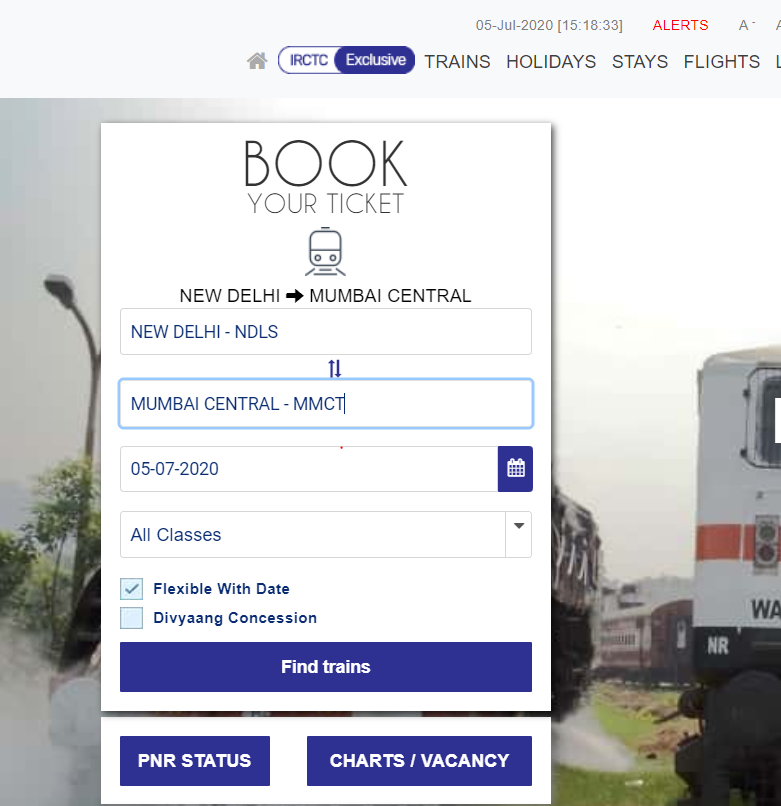 05-Jul-2020 [15:18:33] ALERTS A -
IRCTC Exclusive TRAINS HOLIDAYS STAYS FLIGHTS
BOOK
YOUR TICKET
NEW DELHI ➡ MUMBAI CENTRAL
NEW DELHI - NDLS
MUMBAI CENTRAL - MMCT
05-07-2020
All Classes
Flexible With Date
Divyaang Concession
Find trains
WA
NR
PNR STATUS CHARTS / VACANCY